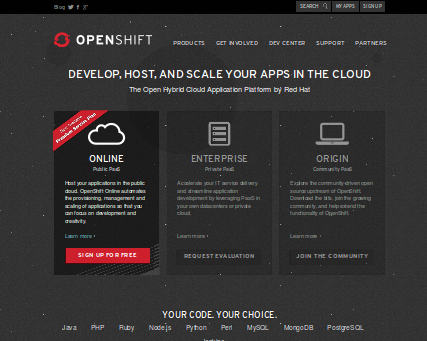 Blog
SEARCH MY APPS SIGN UP
OPENSHIFT
PRODUCTS GET INVOLVED DEV CENTER SUPPORT PARTNERS
DEVELOP, HOST, AND SCALE YOUR APPS IN THE CLOUD
The Open Hybrid Cloud Application Platform by Red Hat
ONLINE
Public PaaS
Host your applications in the public
cloud. OpenShift Online automates
the provisioning, management and
scaling of applications so that you
can focus on development and
creativity.
Learn more ›
SIGN UP FOR FREE
ENTERPRISE
Private PaaS
Accelerate your IT service delivery
and streamline application
development by leveraging PaaS in
your own datacenters or private
cloud.
Learn more ›
REQUEST EVALUATION
ORIGIN
Community PaaS
Explore the community-driven open
source upstream of OpenShift.
Download the bits, join the growing
community, and help extend the
functionality of OpenShift.
Learn more ›
JOIN THE COMMUNITY
YOUR CODE. YOUR CHOICE.
Java PHP Ruby Node.js Python Perl MySQL MongoDB PostgreSQL